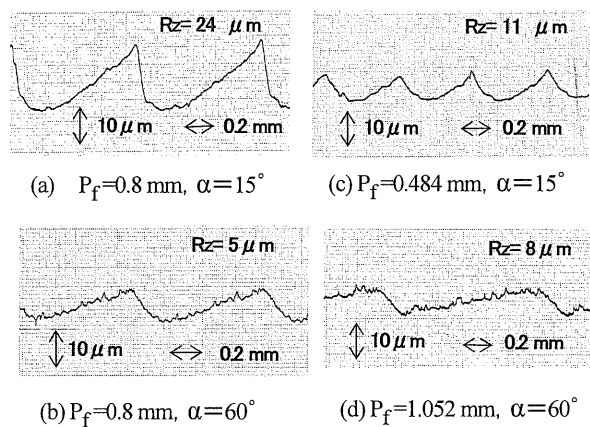 Rz= 24 μm
10 μm
0.2 mm
(a) Pf=0.8 mm, α=15°
Rz= 11 μm
10 μm
0.2 mm
(c) Pf=0.484 mm, α=15°
Rz= 5 μm
10 μm
0.2 mm
(b) Pf=0.8 mm, α=60°
Rz= 8 μm
10 μm
0.2 mm
(d) Pf=1.052 mm, α=60°